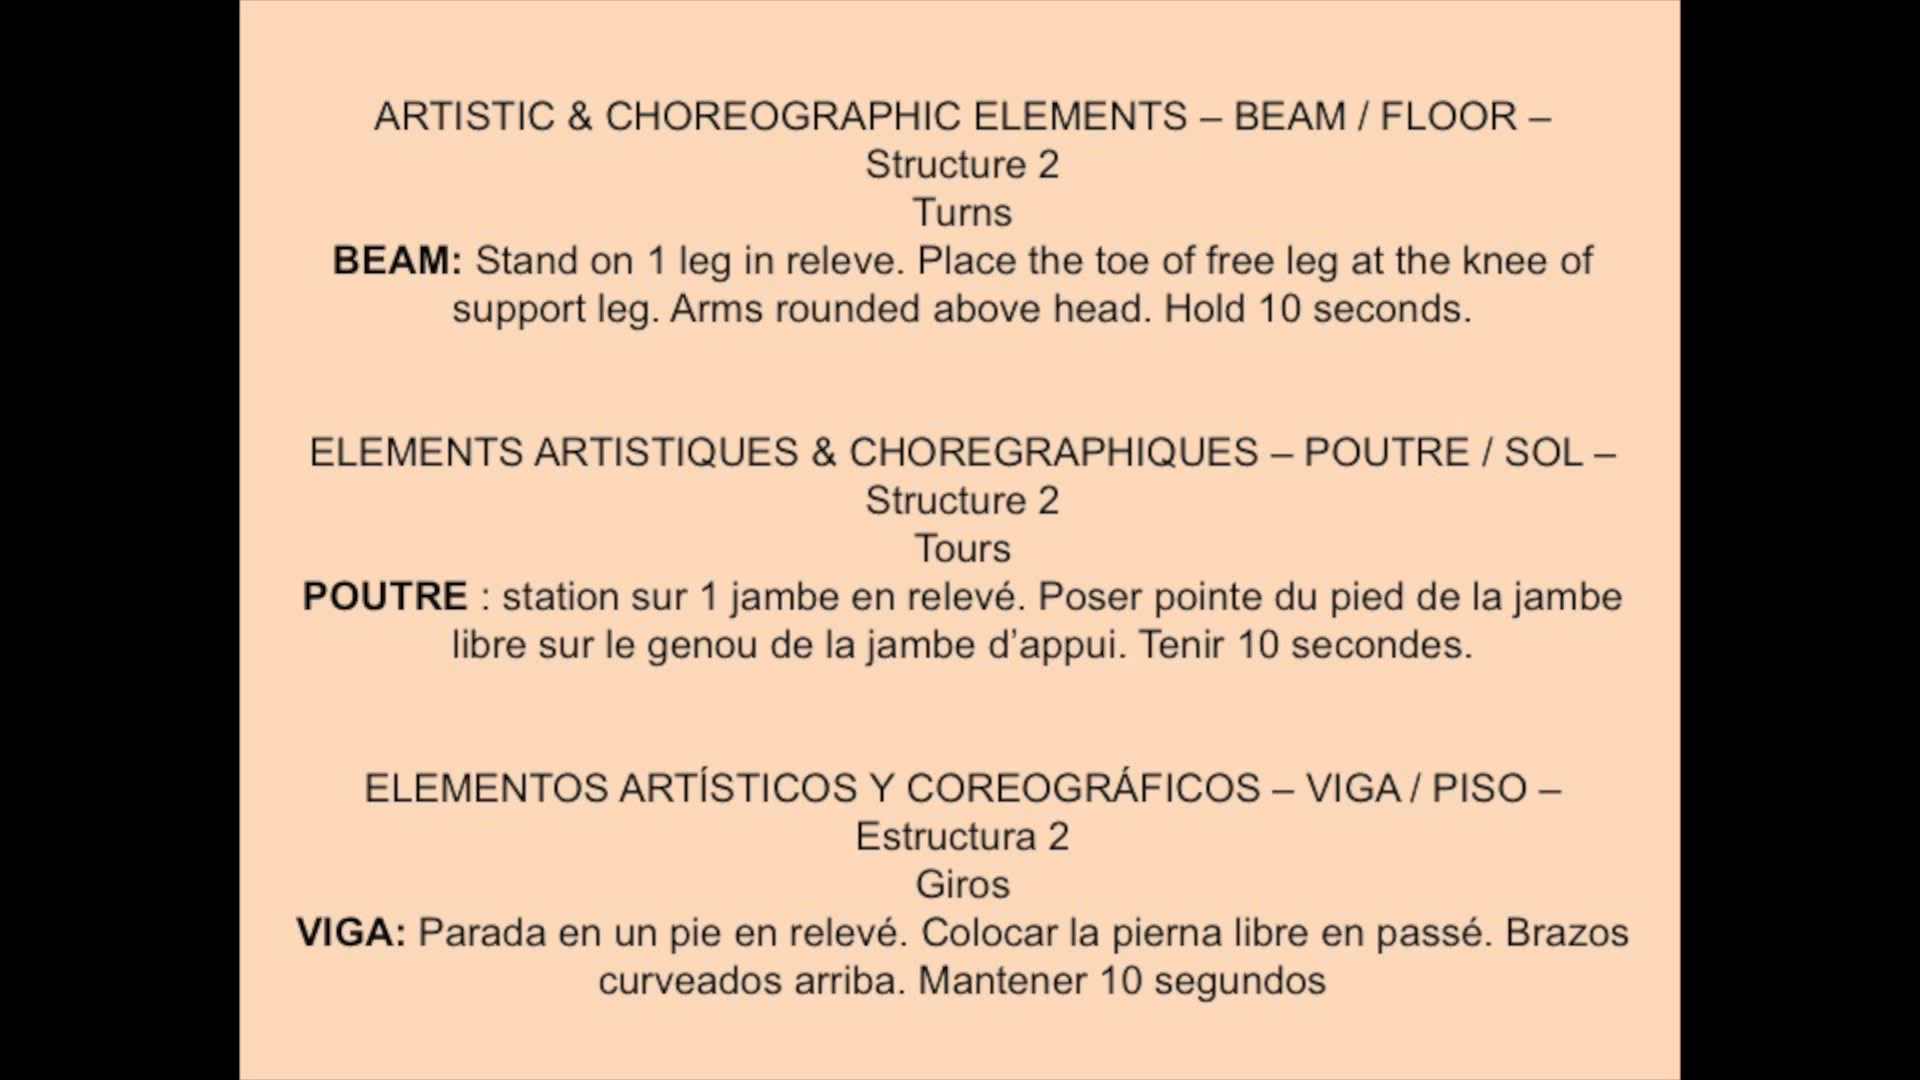 ARTISTIC & CHOREOGRAPHIC ELEMENTS – BEAM / FLOOR –
Structure 2
Turns
BEAM: Stand on 1 leg in releve. Place the toe of free leg at the knee of
support leg. Arms rounded above head. Hold 10 seconds.
ELEMENTS ARTISTIQUES & CHOREGRAPHIQUES – POUTRE / SOL –
Structure 2
Tours
POUTRE : station sur 1 jambe en relevé. Poser pointe du pied de la jambe
libre sur le genou de la jambe d’appui. Tenir 10 secondes.
ELEMENTOS ARTÍSTICOS Y COREOGRÁFICOS – VIGA / PISO –
Estructura 2
Giros
VIGA: Parada en un pie en relevé. Colocar la pierna libre en passé. Brazos
curveados arriba. Mantener 10 segundos